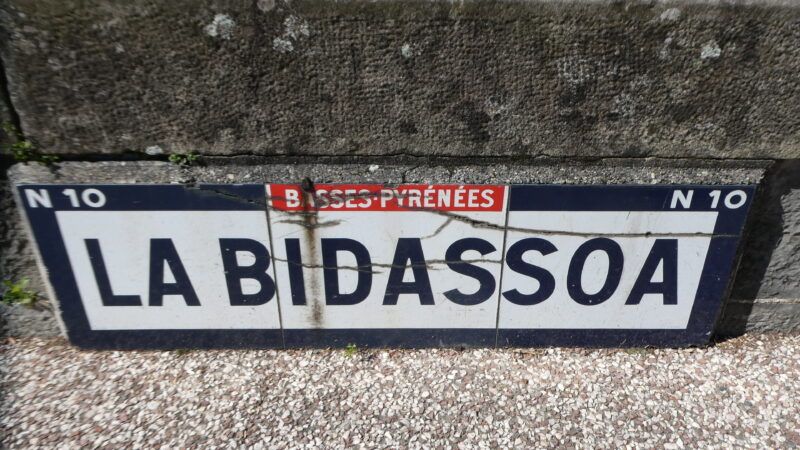 N 10 BASSES-PYRÉNÉES N 10
LA BIDASSOA